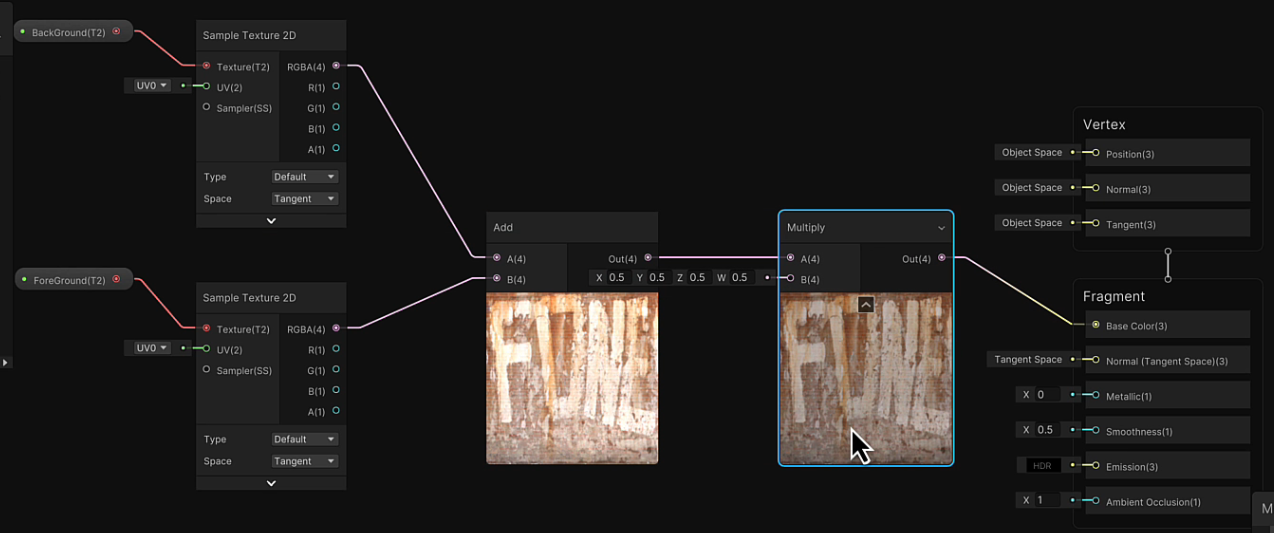 BackGround(T2)
Sample Texture 2D
Texture(T2) RGBA(4)
UV0 UV(2) R(1)
Sampler(SS) G(1)
B(1)
A(1)
Type Default
Space Tangent
ForeGround(T2)
Sample Texture 2D
Texture(T2) RGBA(4)
UV0 UV(2) R(1)
Sampler(SS) G(1)
B(1)
A(1)
Type Default
Space Tangent
Add
A(4) Out(4)
B(4)
X 0.5 Y 0.5 Z 0.5 W 0.5
Multiply
A(4) Out(4)
B(4)
Vertex
Object Space Position(3)
Object Space Normal(3)
Object Space Tangent(3)
Fragment
Base Color(3)
Tangent Space Normal (Tangent Space)(3)
X 0 Metallic(1)
X 0.5 Smoothness(1)
HDR Emission(3)
X 1 Ambient Occlusion(1)
M